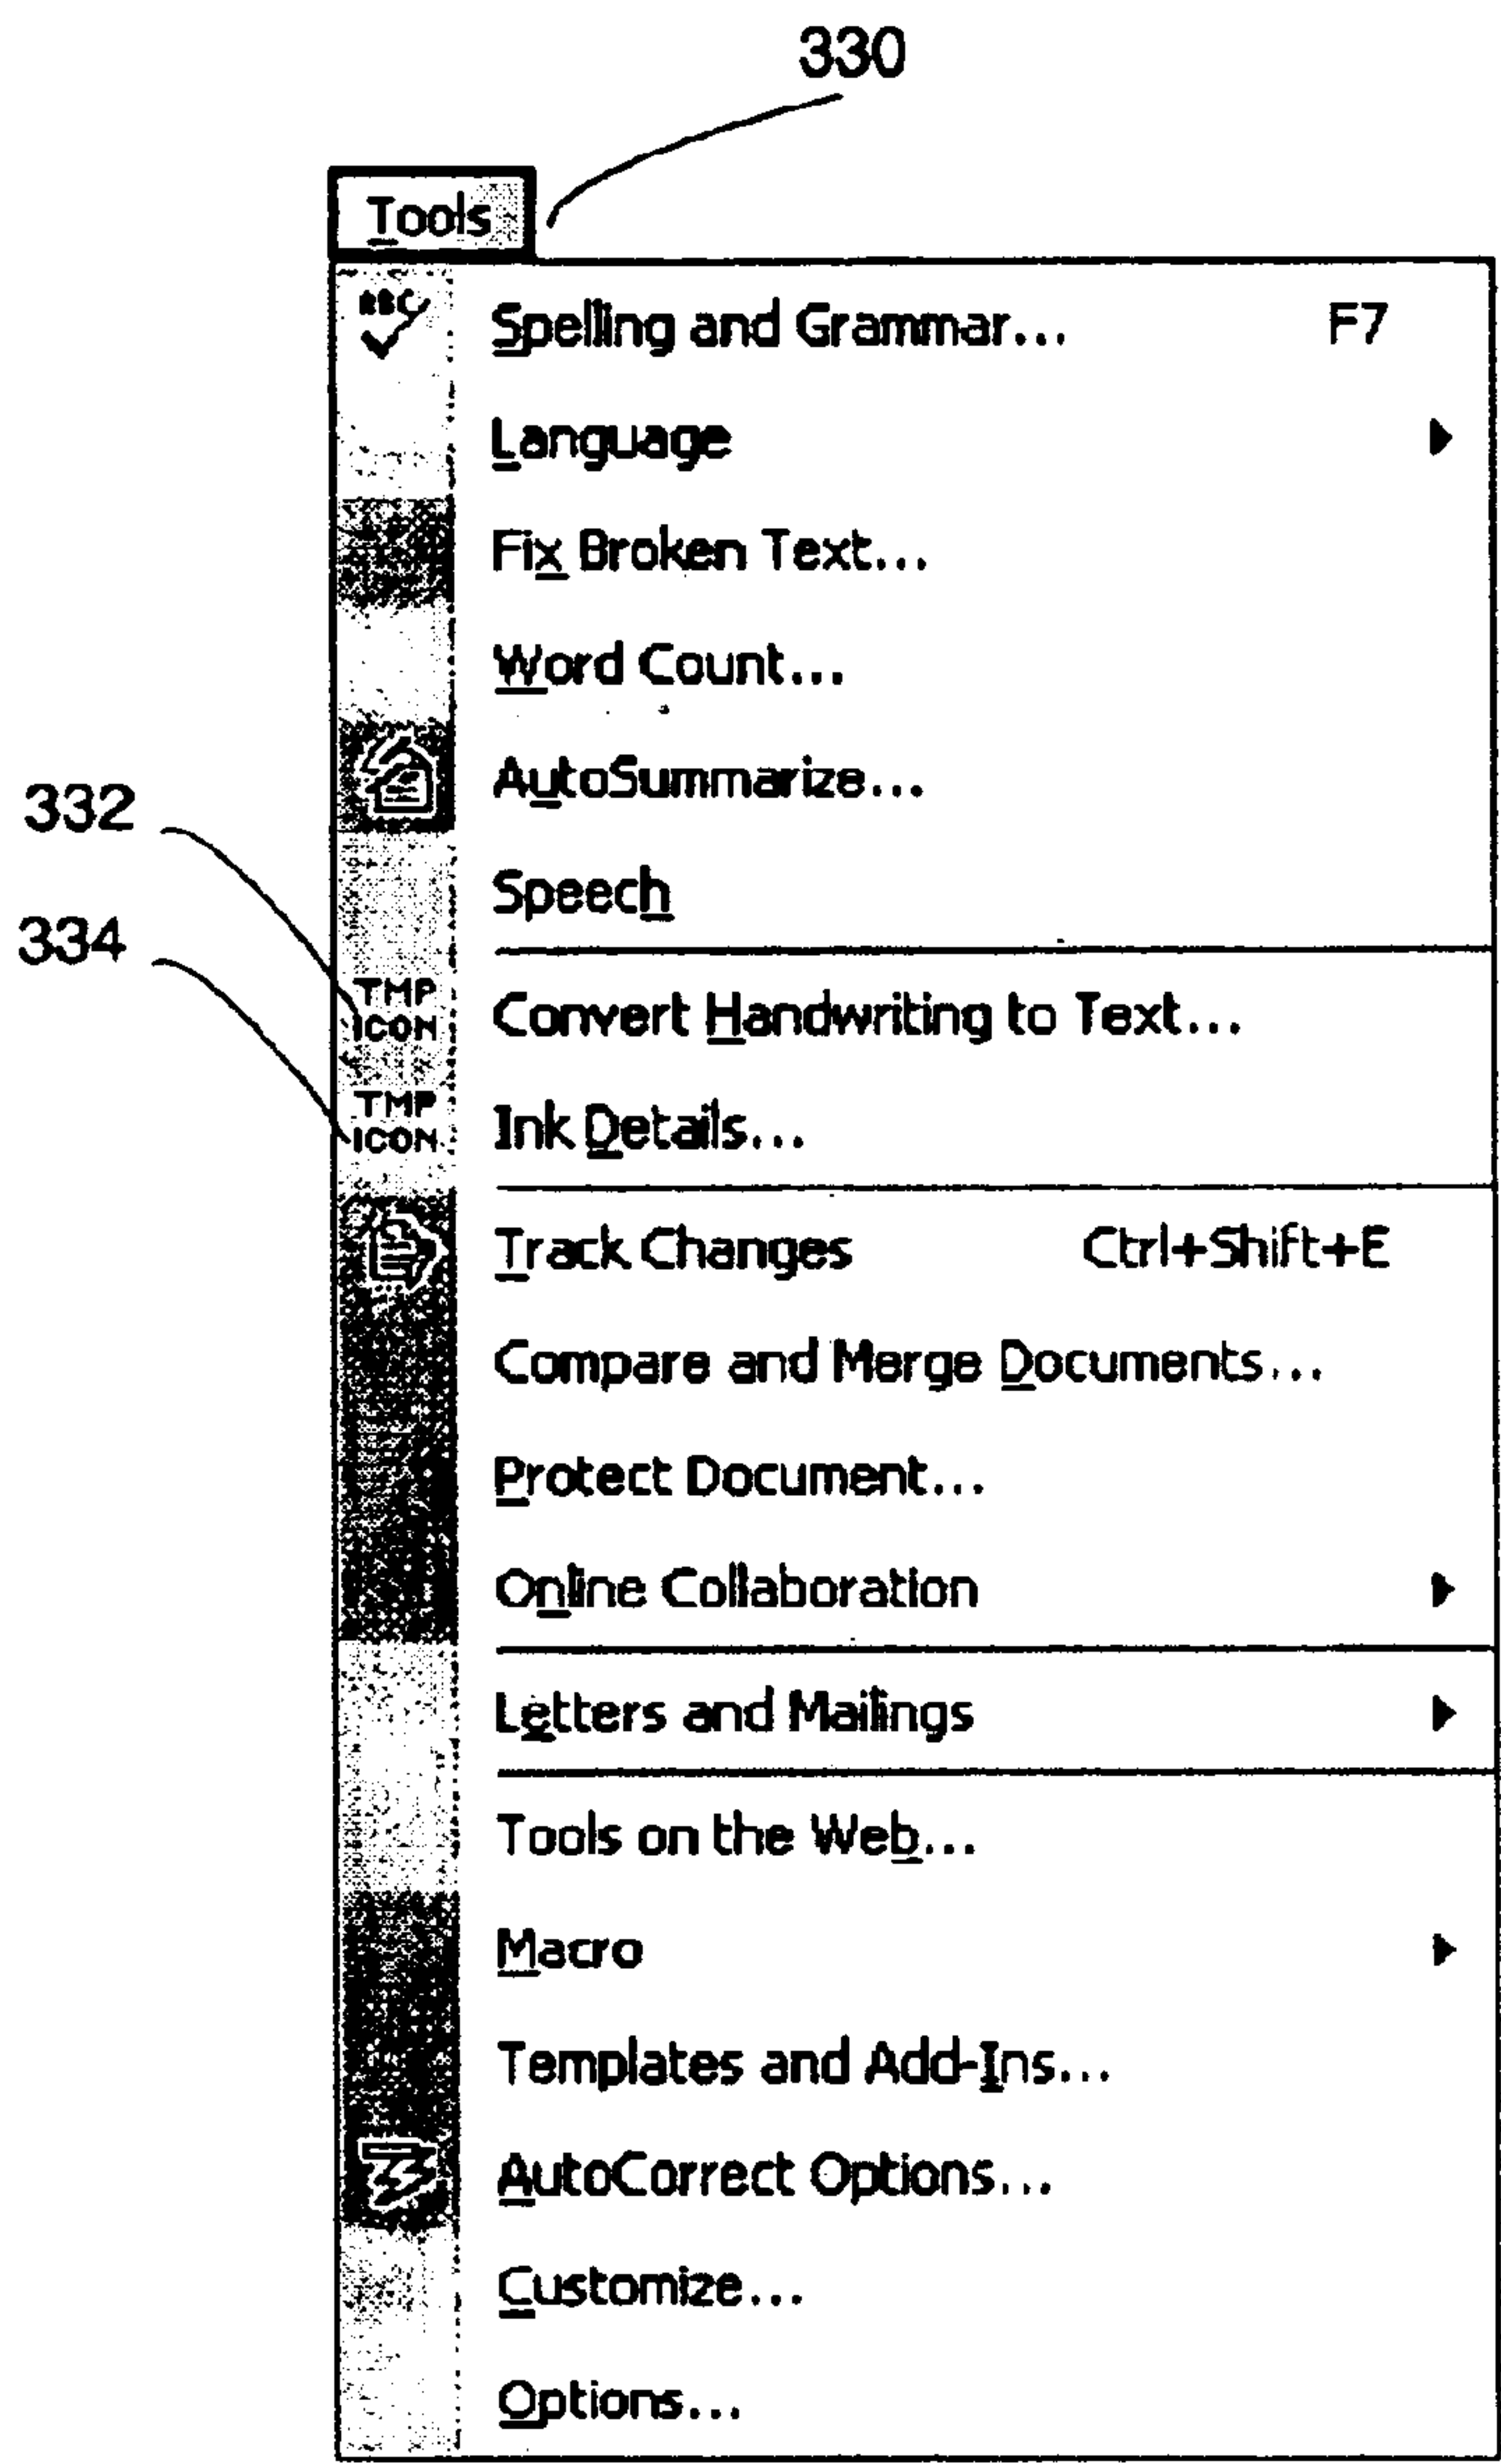 330
Tools
ABC
Spelling and Grammar... F7
Language
Fix Broken Text...
Word Count...
AutoSummarize...
332
Speech
334
TMP ICON Convert Handwriting to Text...
TMP ICON Ink Details...
Track Changes Ctrl+Shift+E
Compare and Merge Documents...
Protect Document...
Online Collaboration
Letters and Mailings
Tools on the Web...
Macro
Templates and Add-Ins...
AutoCorrect Options...
Customize...
Options...